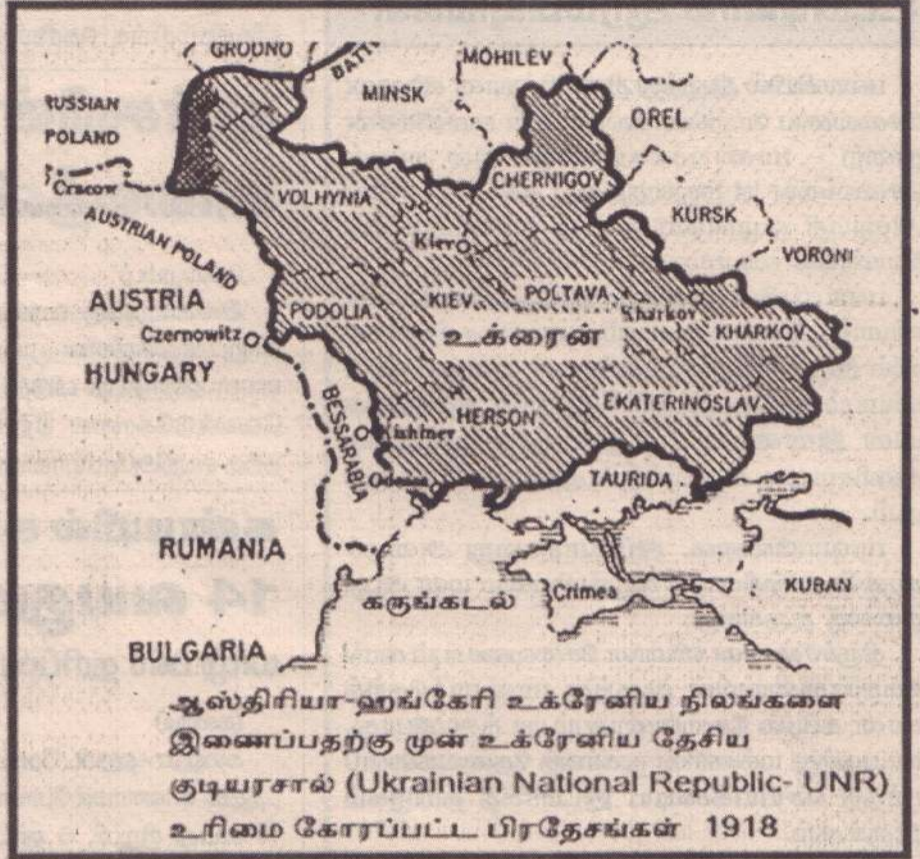 GRODNO
MOHILEV
MINSK
RUSSIAN
POLAND
OREL
CHERNIGOV
Cracow
VOLHYNIA
KURSK
AUSTRIAN POLAND
Kiev
VORONI
AUSTRIA
PODOLIA
KIEV
POLTAVA
Kharkov
KHARKOV
Czernowitz
உக்ரைன்
HUNGARY
BESSARABIA
HERSON
EKATERINOSLAV
Kishinev
Odessa
TAURIDA
RUMANIA
கருங்கடல்
Crimea
KUBAN
BULGARIA
ஆஸ்திரியா-ஹங்கேரி உக்ரேனிய நிலங்களை
இணைப்பதற்கு முன் உக்ரேனிய தேசிய
குடியரசால் (Ukrainian National Republic- UNR)
உரிமை கோரப்பட்ட பிரதேசங்கள் 1918